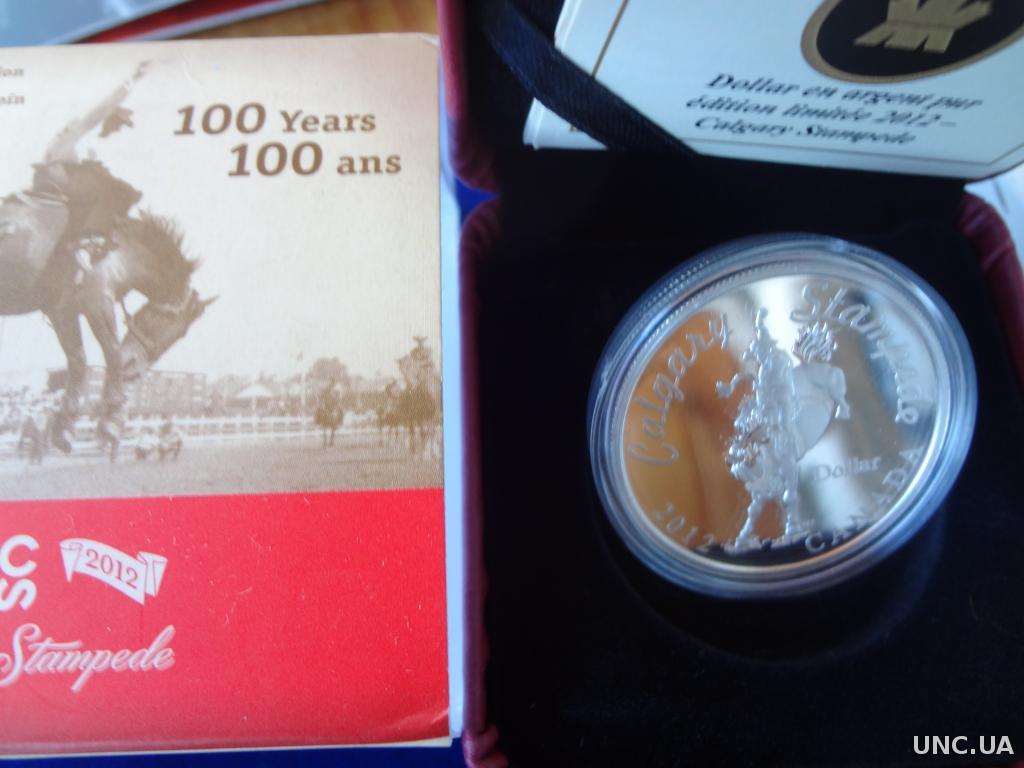 100 Years
100 ans
CS
2012
Stampede
Dollar en argent pur
édition limitée 2012 –
Calgary Stampede
Calgary Stampede
Dollar
2012
CANADA
UNC.UA